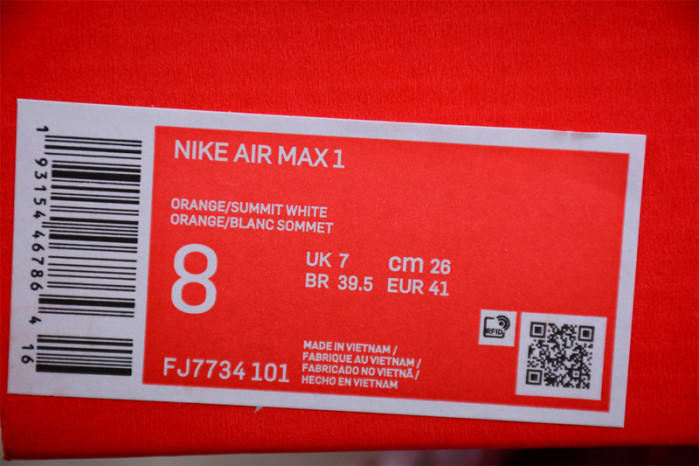 NIKE AIR MAX 1
ORANGE/SUMMIT WHITE
ORANGE/BLANC SOMMET
8
UK 7 cm 26
BR 39.5 EUR 41
RFID
FJ7734 101
MADE IN VIETNAM /
FABRIQUE AU VIETNAM /
FABRICADO NO VIETNÃ /
HECHO EN VIETNAM
1 93154 46786 4
16